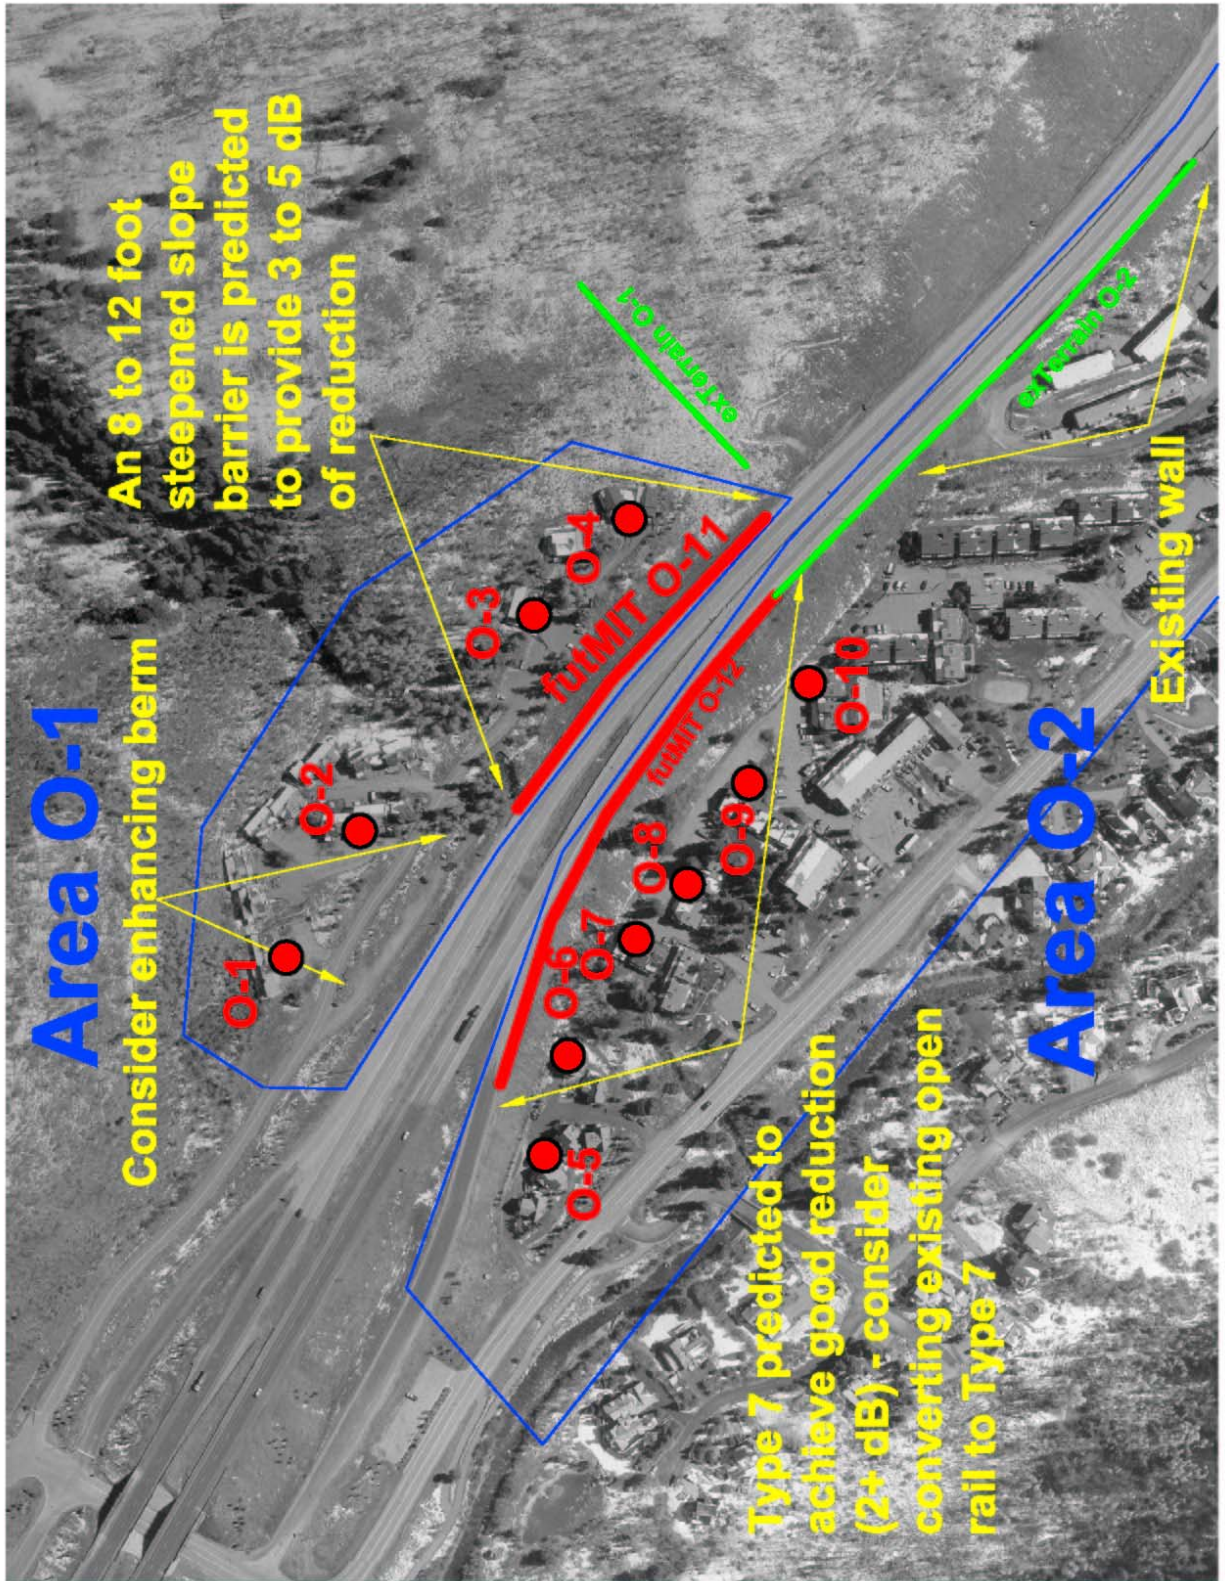 Area O-1
Consider enhancing berm
An 8 to 12 foot
steepened slope
barrier is predicted
to provide 3 to 5 dB
of reduction
O-1
O-2
O-3
O-4
futMIT O-11
exTerrain O-1
futMIT O-12
exTerrain O-2
O-5
O-6
O-7
O-8
O-9
O-10
Type 7 predicted to
achieve good reduction
(2+ dB) - consider
converting existing open
rail to Type 7
Area O-2
Existing wall